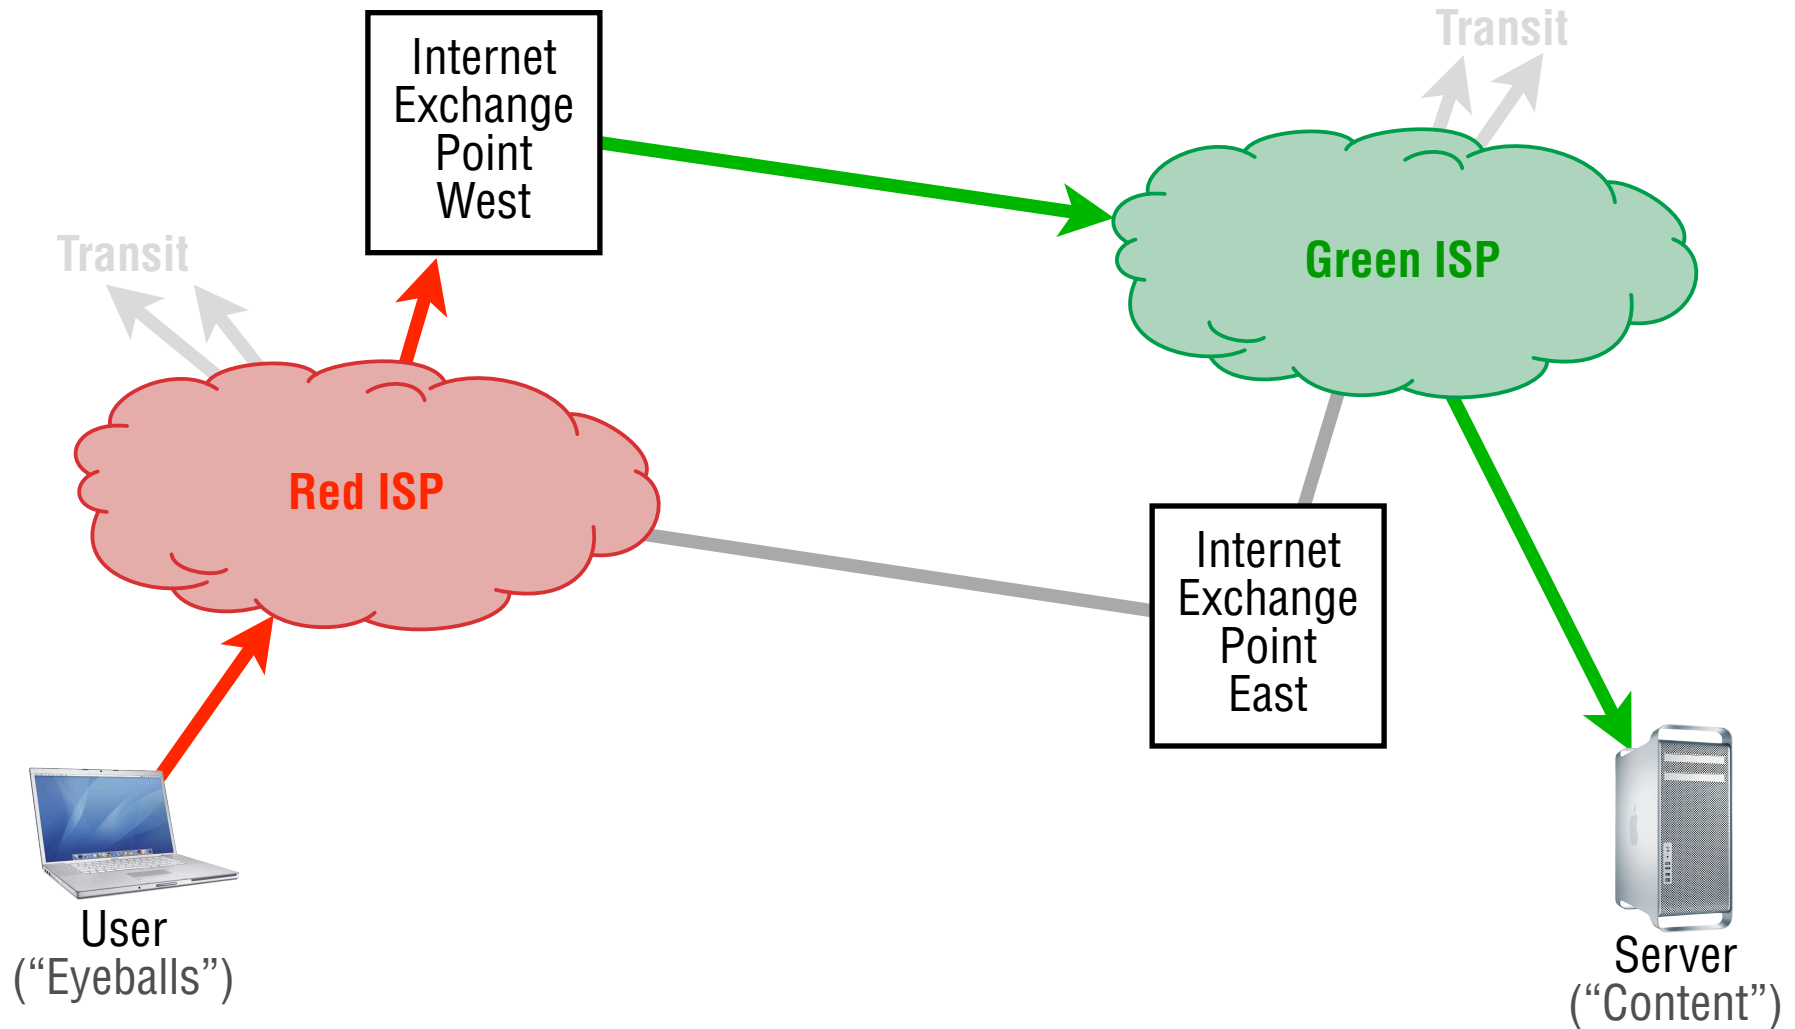 Internet
Exchange
Point
West
Transit
Transit
Green ISP
Red ISP
Internet
Exchange
Point
East
User
(“Eyeballs”)
Server
(“Content”)